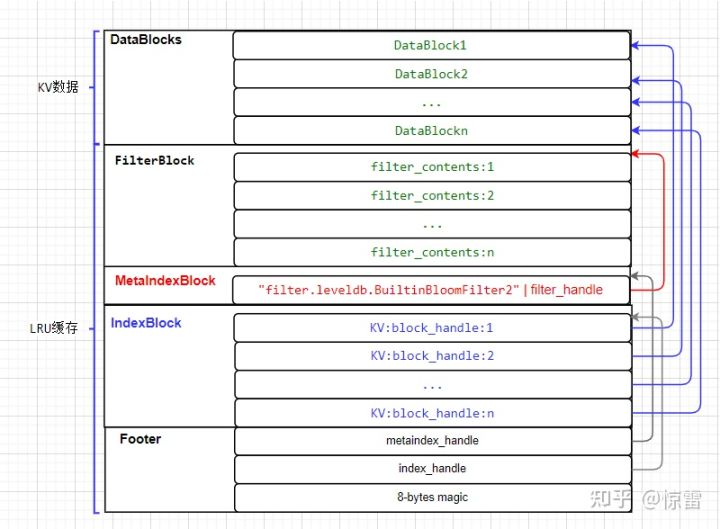 DataBlocks
DataBlock1
DataBlock2
...
DataBlockn
KV数据
FilterBlock
filter_contents:1
filter_contents:2
...
filter_contents:n
MetaIndexBlock
"filter.leveldb.BuiltinBloomFilter2" | filter_handle
LRU缓存
IndexBlock
KV:block_handle:1
KV:block_handle:2
...
KV:block_handle:n
Footer
metaindex_handle
index_handle
8-bytes magic
知乎 @惊雷